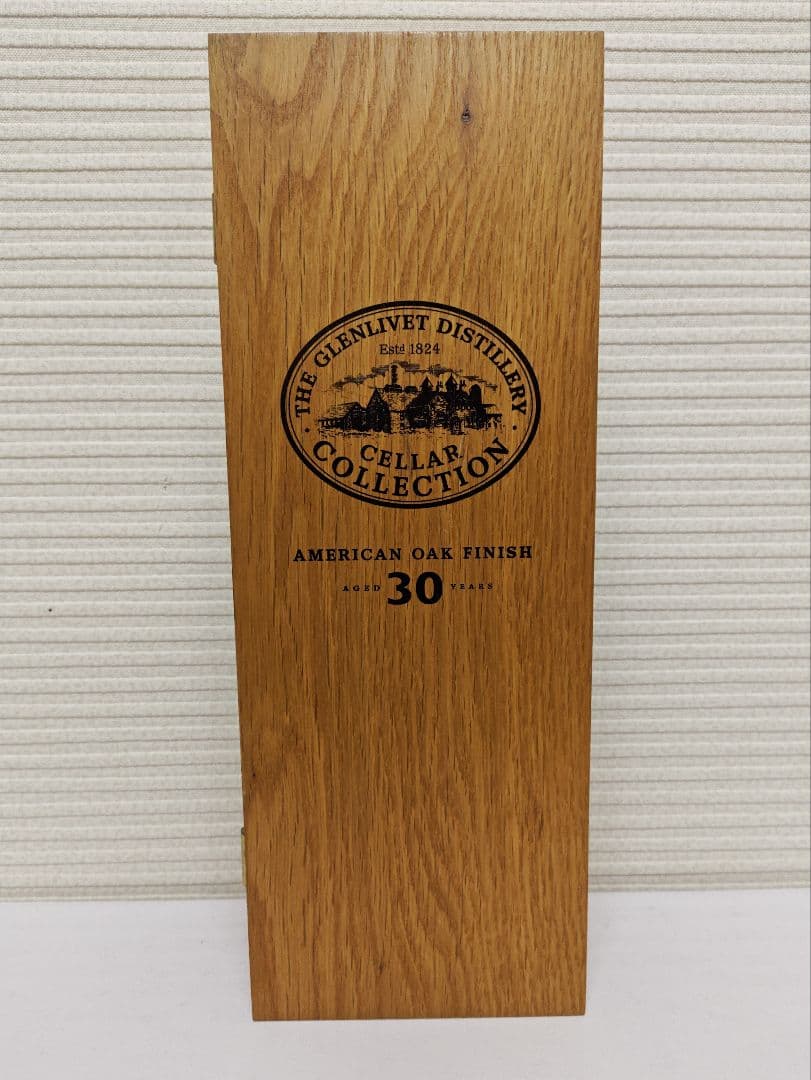 THE GLENLIVET DISTILLERY
Estd 1824
CELLAR
COLLECTION
AMERICAN OAK FINISH
AGED 30 YEARS